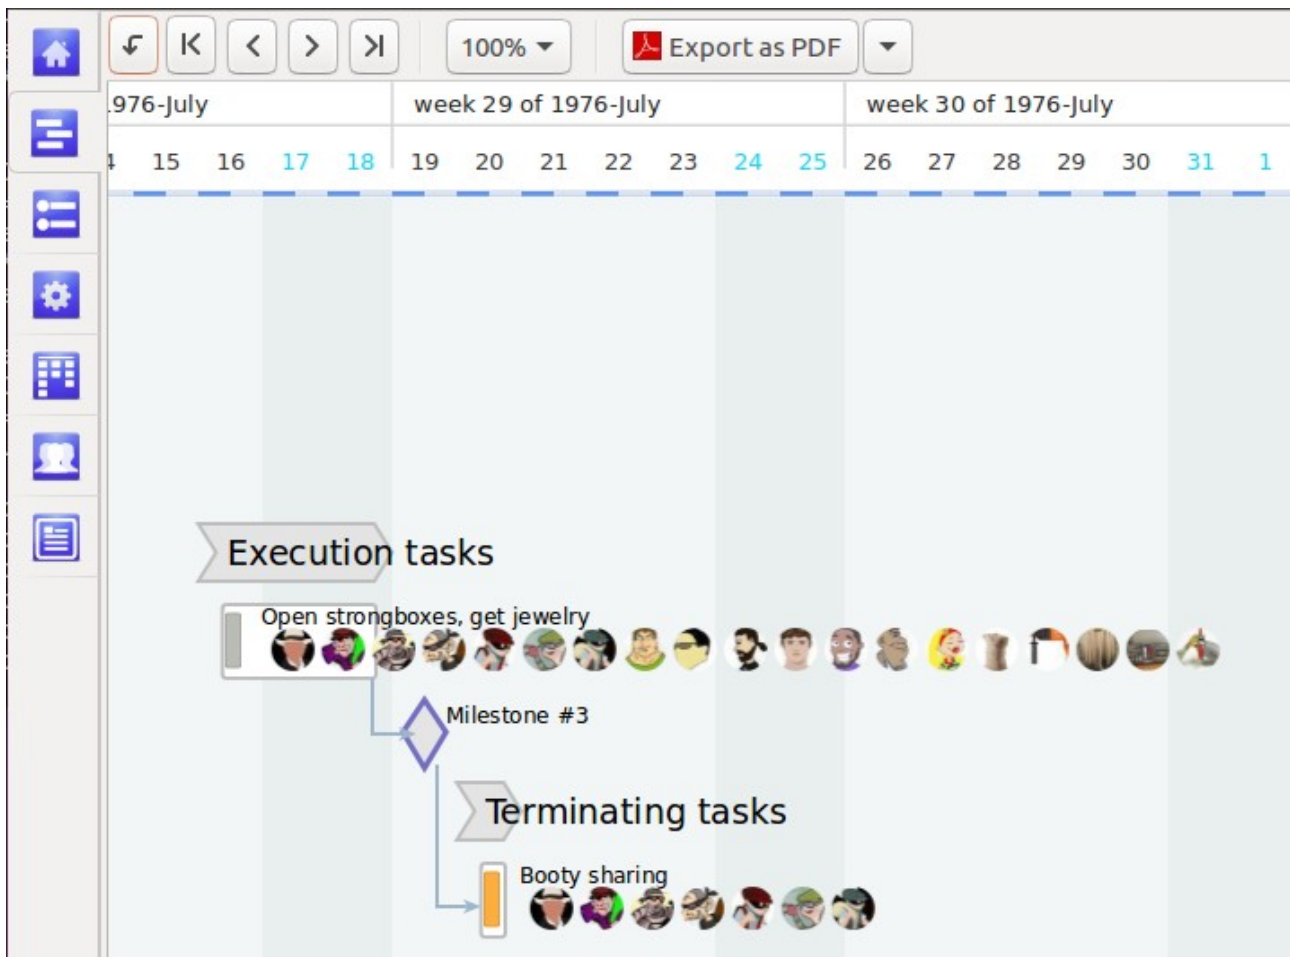 100%
Export as PDF
.976-July week 29 of 1976-July week 30 of 1976-July
4 15 16 17 18 19 20 21 22 23 24 25 26 27 28 29 30 31 1
Execution tasks
Open strongboxes, get jewelry
Milestone #3
Terminating tasks
Booty sharing